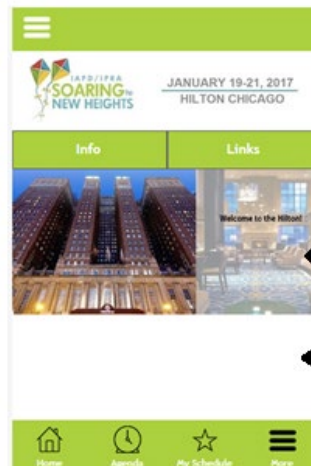 IAPD/IPRA
SOARING to
NEW HEIGHTS
JANUARY 19-21, 2017
HILTON CHICAGO
Info
Links
Welcome to the Hilton!
Home
Agenda
My Schedule
More